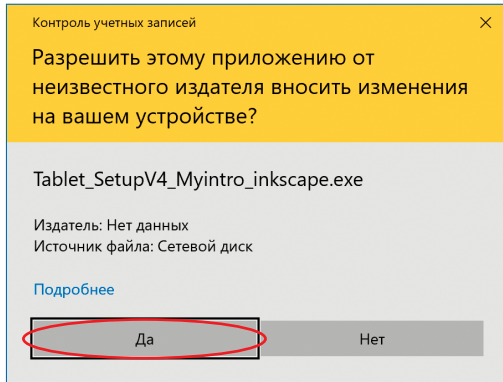 Контроль учетных записей
Разрешить этому приложению от
неизвестного издателя вносить изменения
на вашем устройстве?
Tablet_SetupV4_Myintro_inkscape.exe
Издатель: Нет данных
Источник файла: Сетевой диск
Подробнее
Да
Нет